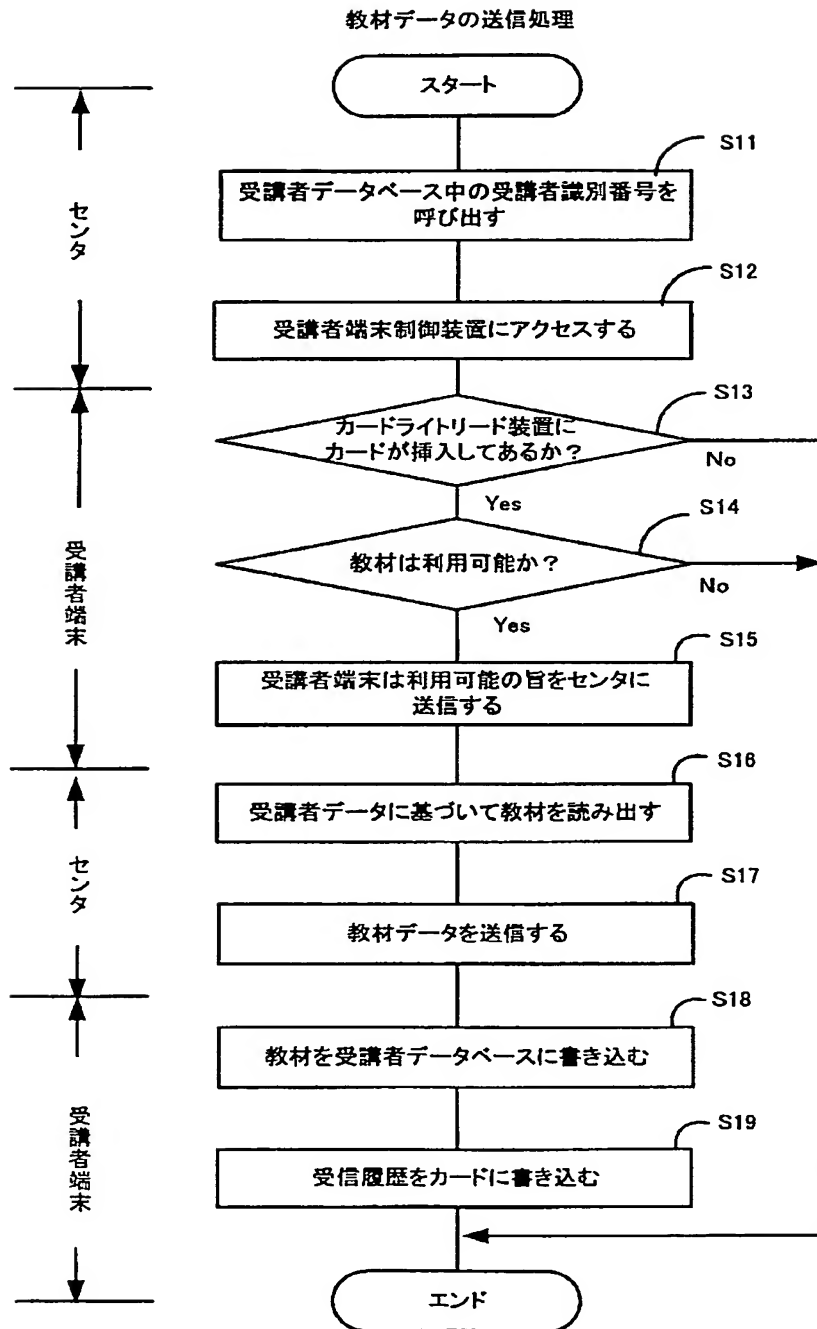 教材データの送信処理
スタート
S11
受講者データベース中の受講者識別番号を
呼び出す
センタ
S12
受講者端末制御装置にアクセスする
S13
カードライトリード装置に
カードが挿入してあるか？
No
Yes
S14
教材は利用可能か？
No
Yes
受講者端末
S15
受講者端末は利用可能の旨をセンタに
送信する
S16
受講者データに基づいて教材を読み出す
センタ
S17
教材データを送信する
S18
教材を受講者データベースに書き込む
受講者端末
S19
受信履歴をカードに書き込む
エンド